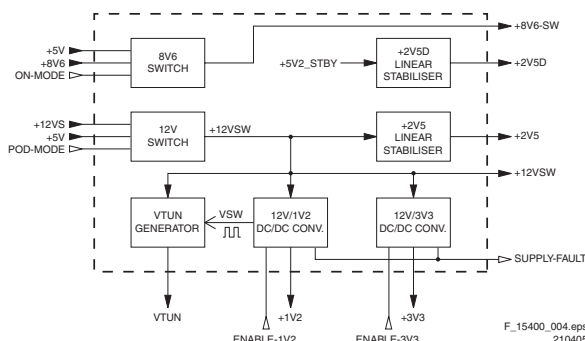 +8V6-SW
+5V
+8V6
ON-MODE
8V6
SWITCH
+5V2_STBY
+2V5D
LINEAR
STABILISER
+2V5D
+12VS
+5V
POD-MODE
12V
SWITCH
+12VSW
+2V5
LINEAR
STABILISER
+2V5
+12VSW
VTUN
GENERATOR
VSW
12V/1V2
DC/DC CONV.
12V/3V3
DC/DC CONV.
SUPPLY-FAULT
VTUN
+1V2
+3V3
ENABLE-1V2
ENABLE-3V3
F_15400_004.eps
210405